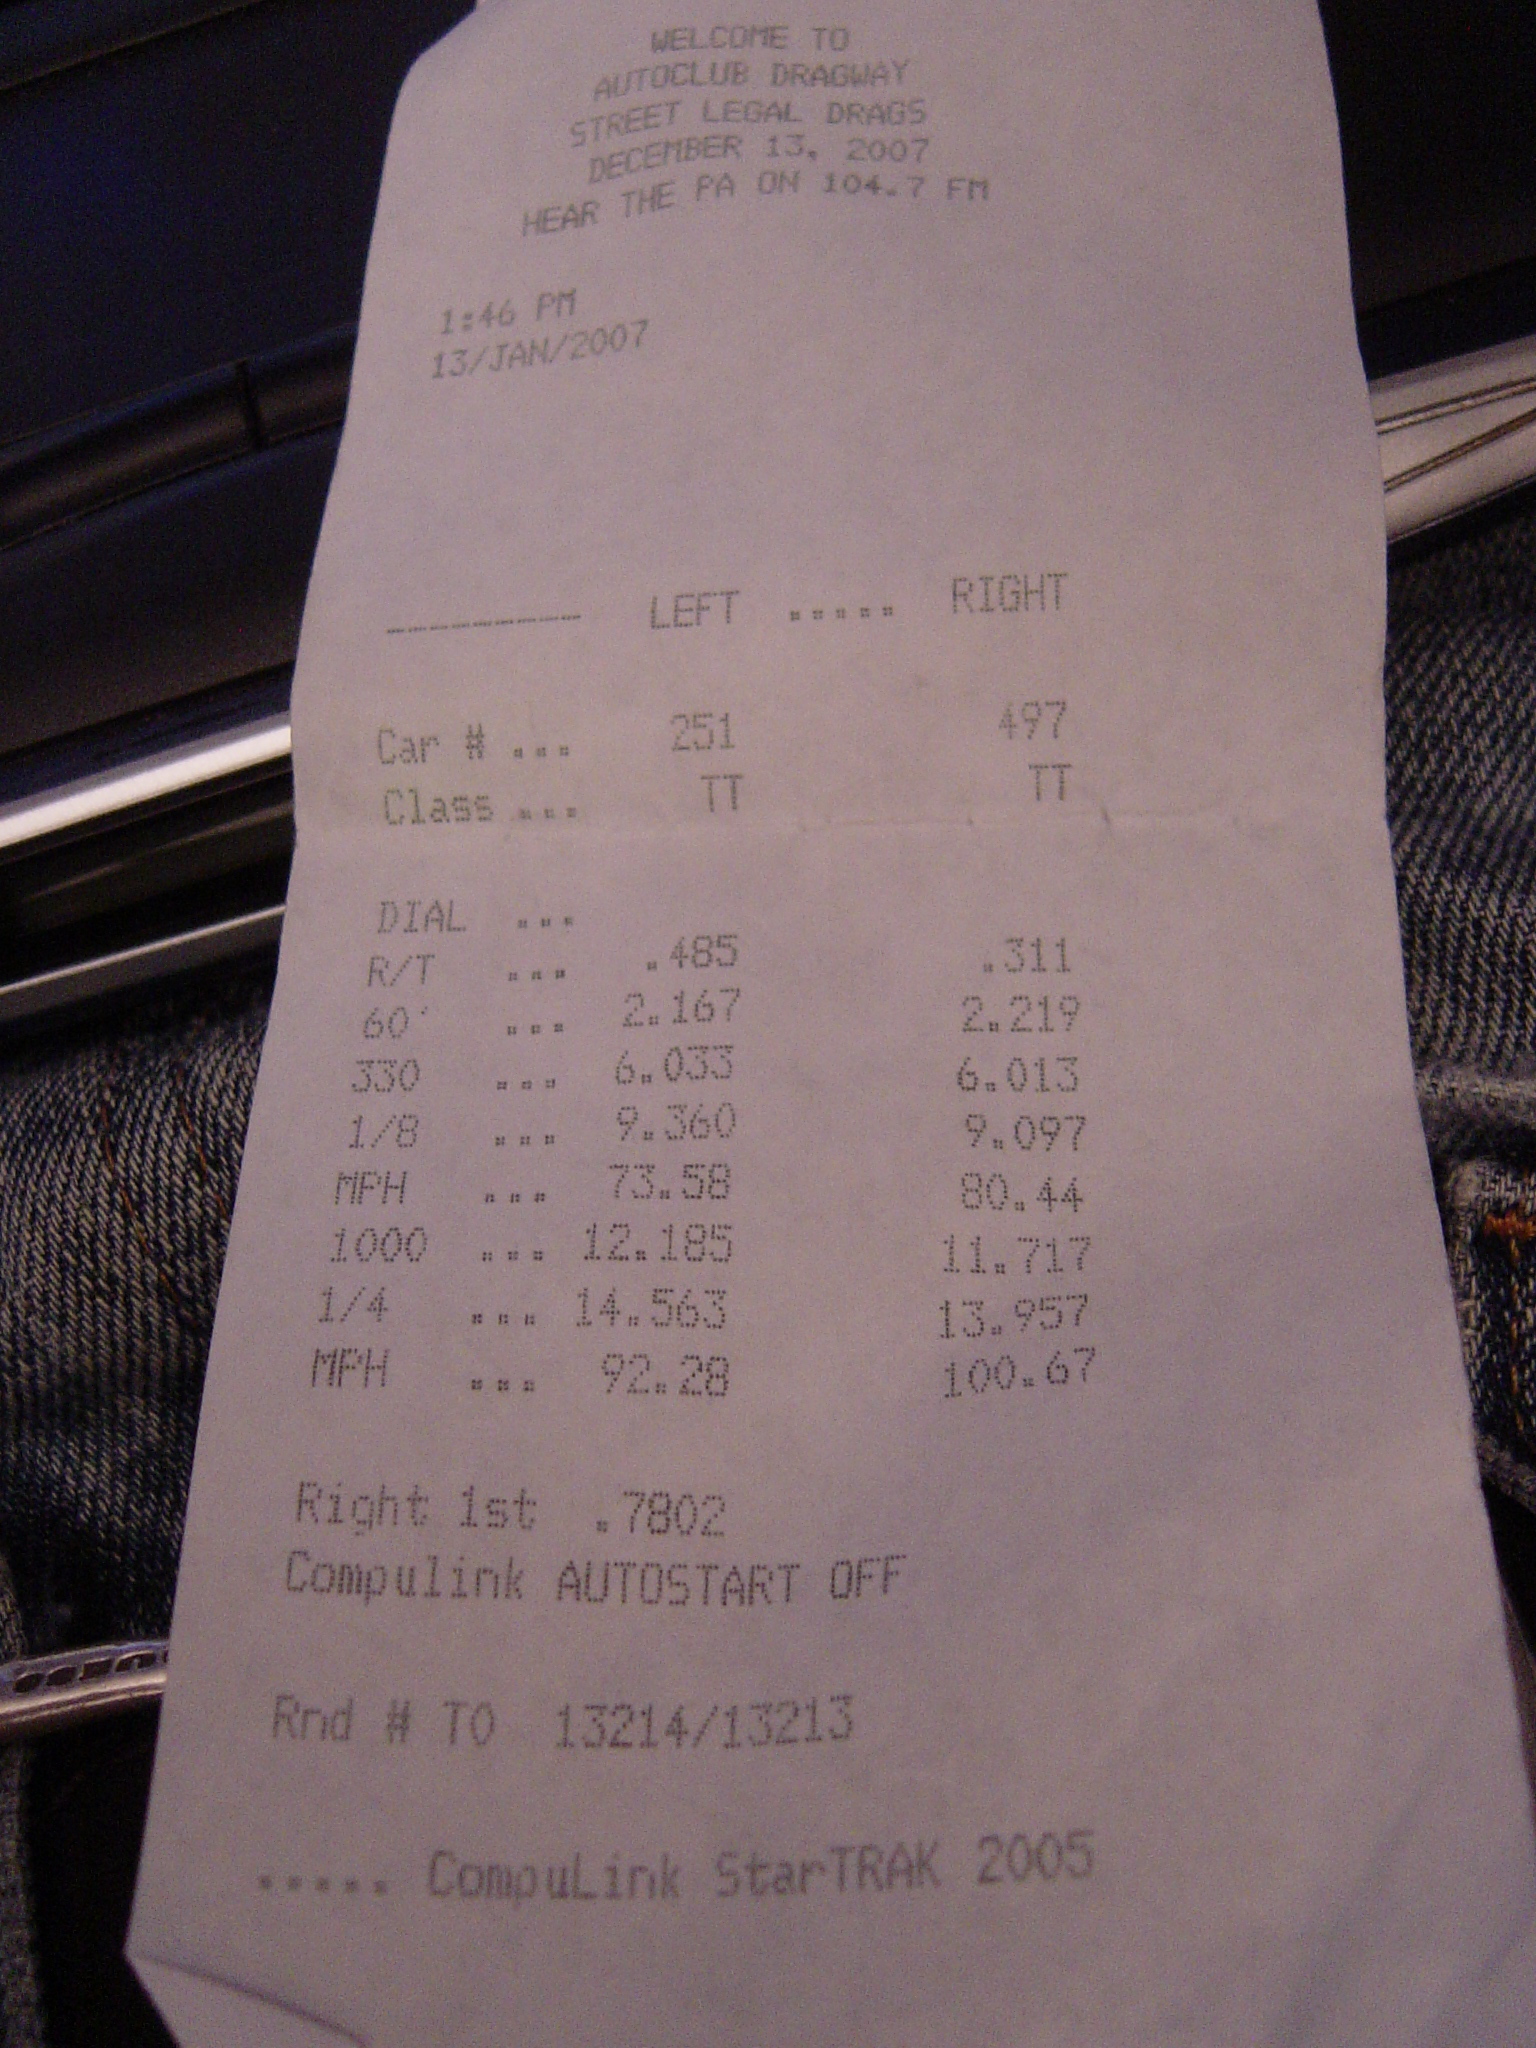 WELCOME TO
AUTOCLUB DRAGWAY
STREET LEGAL DRAGS
DECEMBER 13, 2007
HEAR THE PA ON 104.7 FM
1:46 PM
13/JAN/2007
--------- LEFT ..... RIGHT
Car # ... 251 497
Class ... TT TT
DIAL ...
R/T ... .485 .311
60' ... 2.167 2.219
330 ... 6.033 6.013
1/8 ... 9.360 9.097
MPH ... 73.58 80.44
1000 ... 12.185 11.717
1/4 ... 14.563 13.957
MPH ... 92.28 100.67
Right 1st .7802
Compulink AUTOSTART OFF
Rnd # TO 13214/13213
..... CompuLink StarTRAK 2005